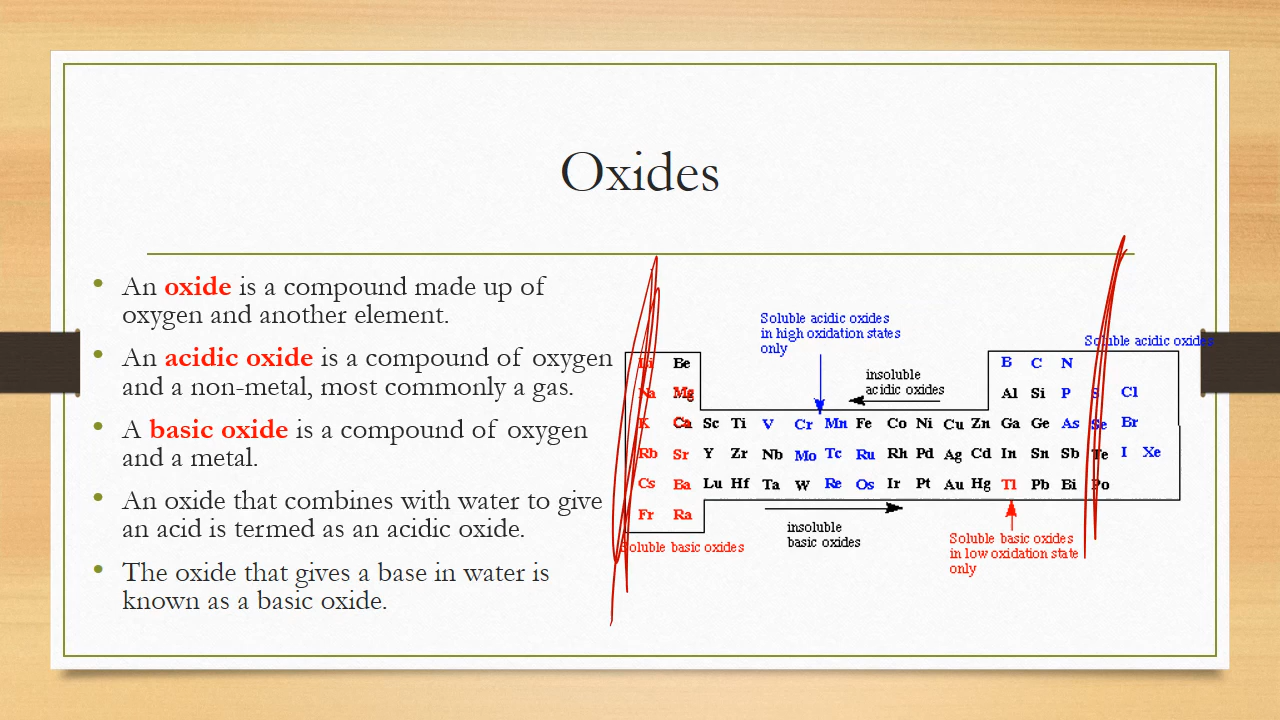 Oxides
• An oxide is a compound made up of
oxygen and another element.
• An acidic oxide is a compound of oxygen
and a non-metal, most commonly a gas.
• A basic oxide is a compound of oxygen
and a metal.
• An oxide that combines with water to give
an acid is termed as an acidic oxide.
• The oxide that gives a base in water is
known as a basic oxide.
Soluble acidic oxides
in high oxidation states
only
insoluble
acidic oxides
Soluble acidic oxides
Li Be B C N
Na Mg Al Si P S Cl
K Ca Sc Ti V Cr Mn Fe Co Ni Cu Zn Ga Ge As Se Br
Rb Sr Y Zr Nb Mo Tc Ru Rh Pd Ag Cd In Sn Sb Te I Xe
Cs Ba Lu Hf Ta W Re Os Ir Pt Au Hg Tl Pb Bi Po
Fr Ra
Soluble basic oxides
insoluble
basic oxides
Soluble basic oxides
in low oxidation state
only